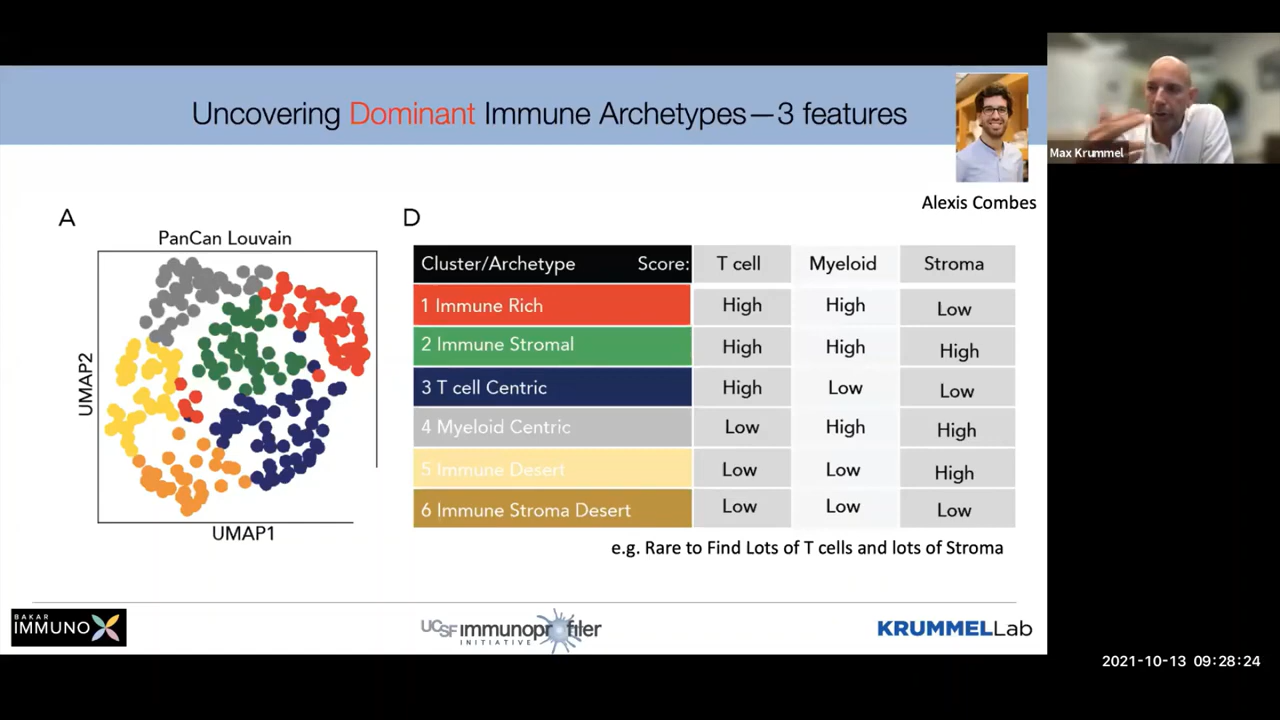 Uncovering Dominant Immune Archetypes—3 features
Max Krummel
Alexis Combes
A
PanCan Louvain
UMAP2
UMAP1
D
Cluster/Archetype Score: T cell Myeloid Stroma
1 Immune Rich High High Low
2 Immune Stromal High High High
3 T cell Centric High Low Low
4 Myeloid Centric Low High High
5 Immune Desert Low Low High
6 Immune Stroma Desert Low Low Low
e.g. Rare to Find Lots of T cells and lots of Stroma
BAKAR
IMMUNOX
UCSF immunoprofiler
INITIATIVE
KRUMMELLab
2021-10-13 09:28:24